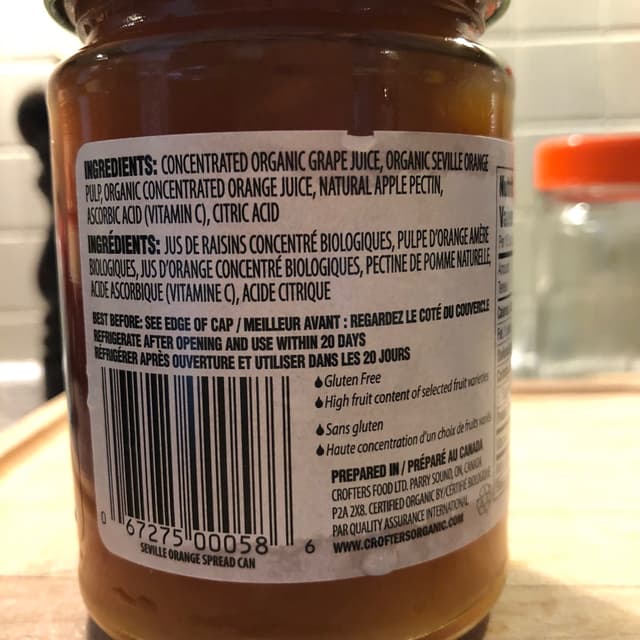 INGREDIENTS: CONCENTRATED ORGANIC GRAPE JUICE, ORGANIC SEVILLE ORANGE
PULP, ORGANIC CONCENTRATED ORANGE JUICE, NATURAL APPLE PECTIN,
ASCORBIC ACID (VITAMIN C), CITRIC ACID
INGRÉDIENTS: JUS DE RAISINS CONCENTRÉ BIOLOGIQUES, PULPE D'ORANGE AMÈRE
BIOLOGIQUES, JUS D'ORANGE CONCENTRÉ BIOLOGIQUES, PECTINE DE POMME NATURELLE,
ACIDE ASCORBIQUE (VITAMINE C), ACIDE CITRIQUE
BEST BEFORE: SEE EDGE OF CAP / MEILLEUR AVANT : REGARDEZ LE COTÉ DU COUVERCLE
REFRIGERATE AFTER OPENING AND USE WITHIN 20 DAYS
RÉFRIGÉRER APRÈS OUVERTURE ET UTILISER DANS LES 20 JOURS
Gluten Free
High fruit content of selected fruit varieties
Sans gluten
Haute concentration d'un choix de fruits
PREPARED IN / PRÉPARÉ AU CANADA
CROFTERS FOOD LTD. PARRY SOUND, ON, CANADA
P2A 2X8. CERTIFIED ORGANIC BY/CERTIFIÉ BIOLOGIQUE
PAR QUALITY ASSURANCE INTERNATIONAL
WWW.CROFTERSORGANIC.COM
0 67275 00058 6
SEVILLE ORANGE SPREAD CAN